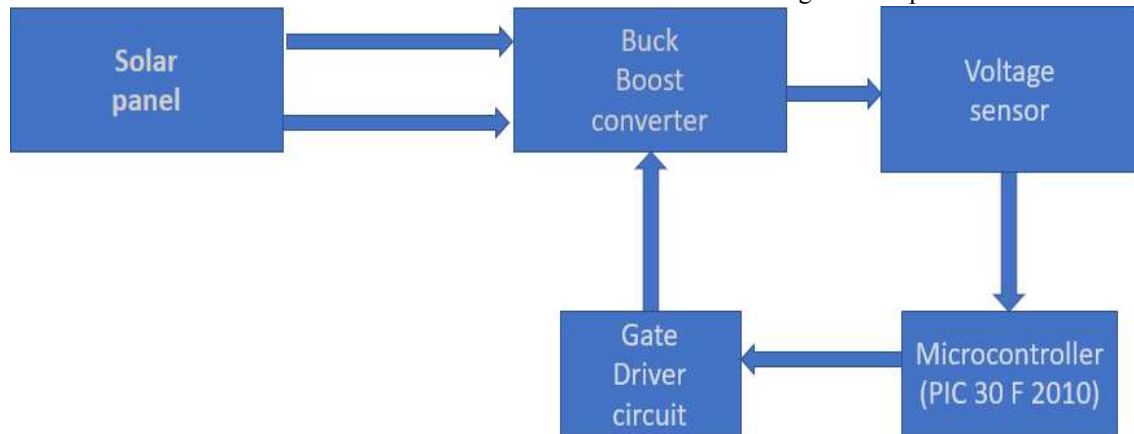 Solar
panel
Buck
Boost
converter
Voltage
sensor
Gate
Driver
circuit
Microcontroller
(PIC 30 F 2010)